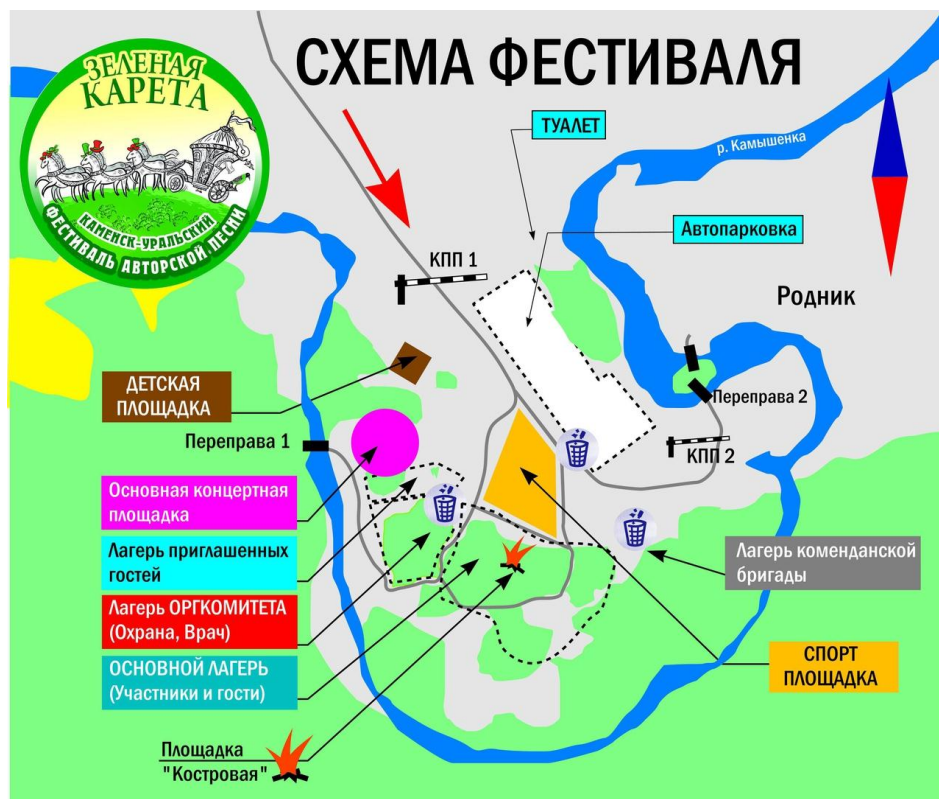 СХЕМА ФЕСТИВАЛЯ
ЗЕЛЕНАЯ
КАРЕТА
КАМЕНСК-УРАЛЬСКИЙ
ФЕСТИВАЛЬ АВТОРСКОЙ ПЕСНИ
ТУАЛЕТ
р. Камышенка
Автопарковка
КПП 1
Родник
ДЕТСКАЯ
ПЛОЩАДКА
Переправа 2
Переправа 1
КПП 2
Основная концертная
площадка
Лагерь приглашенных
гостей
Лагерь коменданской
бригады
Лагерь ОРГКОМИТЕТА
(Охрана, Врач)
ОСНОВНОЙ ЛАГЕРЬ
(Участники и гости)
СПОРТ
ПЛОЩАДКА
Площадка
"Костровая"